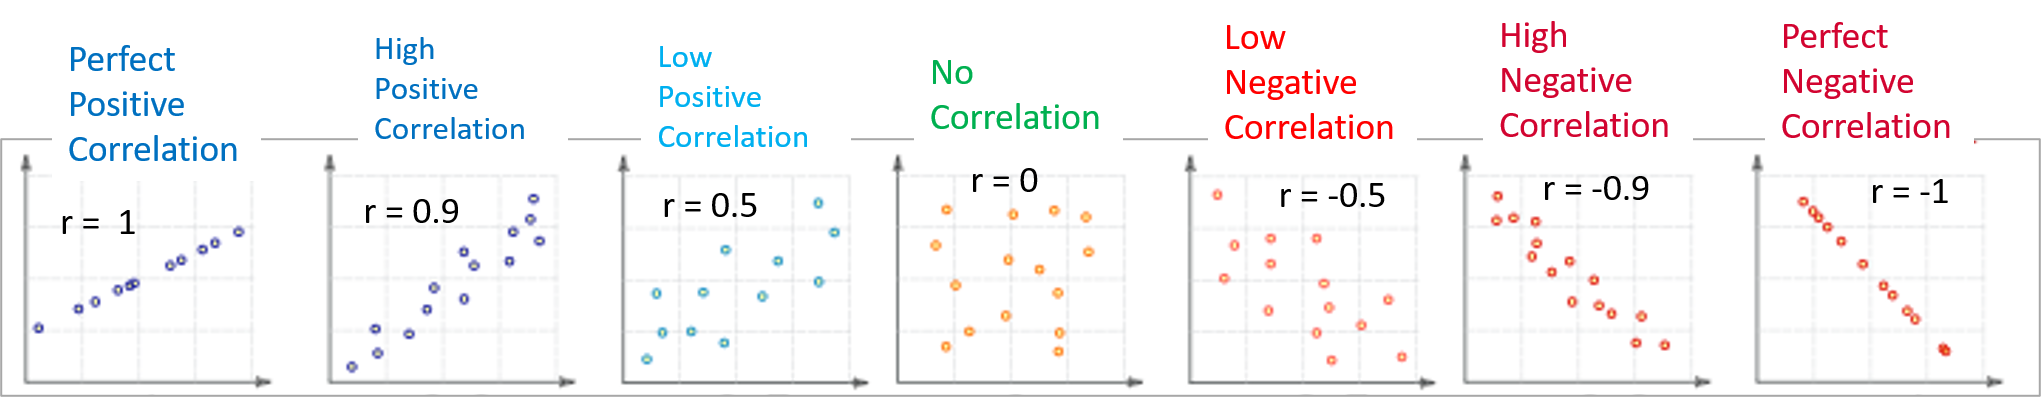 Perfect
Positive
Correlation
r =  1
High
Positive
Correlation
r = 0.9
Low
Positive
Correlation
r = 0.5
No
Correlation
r = 0
Low
Negative
Correlation
r = -0.5
High
Negative
Correlation
r = -0.9
Perfect
Negative
Correlation
r = -1